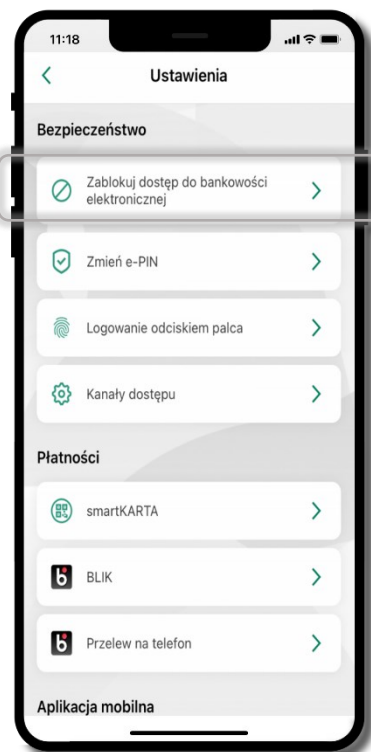 11:18
Ustawienia
Bezpieczeństwo
Zablokuj dostęp do bankowości
elektronicznej
Zmień e-PIN
Logowanie odciskiem palca
Kanały dostępu
Płatności
smartKARTA
BLIK
Przelew na telefon
Aplikacja mobilna